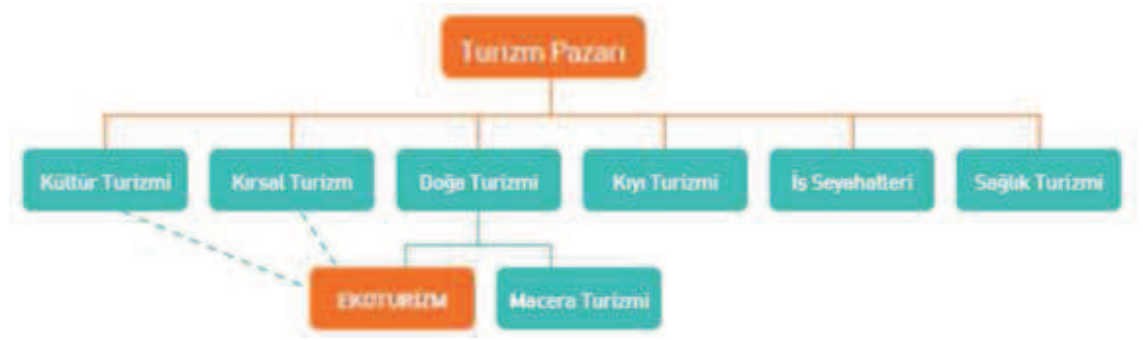 Turizm Pazarı
Kültür Turizmi
Kırsal Turizm
Doğa Turizmi
Kıyı Turizmi
İş Seyahatleri
Sağlık Turizmi
EKOTURİZM
Macera Turizmi